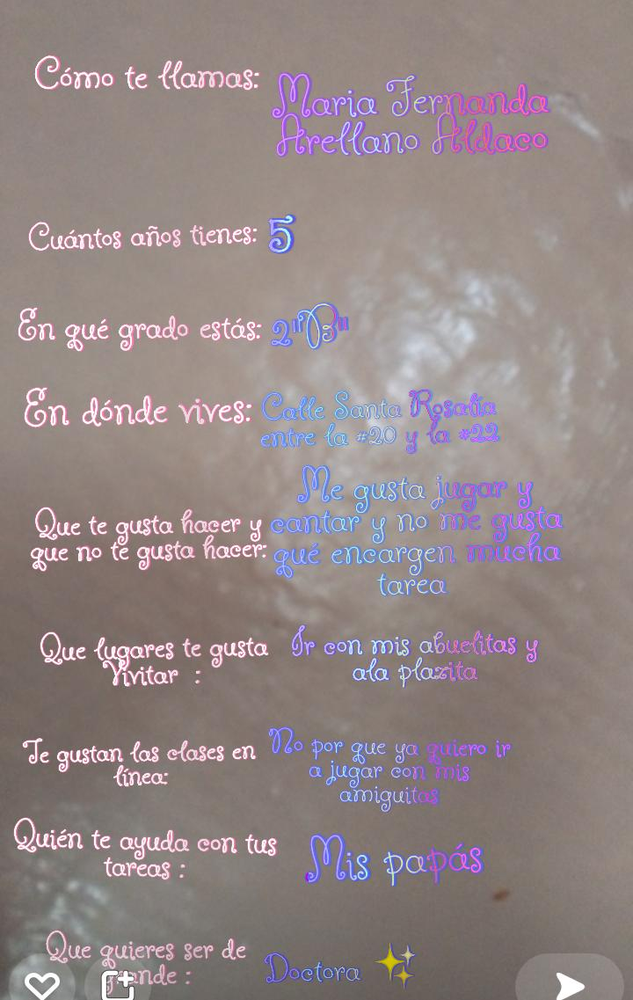 Cómo te llamas:
Maria Fernanda
Arellano Aldaco
Cuántos años tienes: 5
En qué grado estás: 2"B"
En dónde vives: Calle Santa Rosalía
entre la #20 y la #22
Que te gusta hacer y
que no te gusta hacer:
Me gusta jugar y
cantar y no me gusta
qué encargen mucha
tarea
Que lugares te gusta
Vivitar :
Ir con mis abuelitas y
ala plazita
Te gustan las clases en
línea:
No por que ya quiero ir
a jugar con mis
amiguitas
Quién te ayuda con tus
tareas :
Mis papás
Que quieres ser de
grande :
Doctora